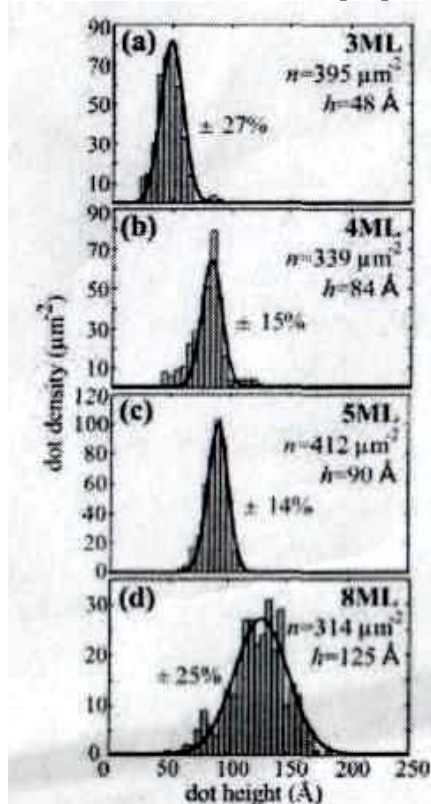 dot density (μm⁻²)
90
70
50
30
10
(a)
3ML
n=395 μm⁻²
h=48 Å
± 27%
90
70
50
30
10
(b)
4ML
n=339 μm⁻²
h=84 Å
± 15%
120
100
80
60
40
20
0
(c)
5ML
n=412 μm⁻²
h=90 Å
± 14%
30
20
10
0
(d)
8ML
n=314 μm⁻²
h=125 Å
± 25%
0 50 100 150 200 250
dot height (Å)